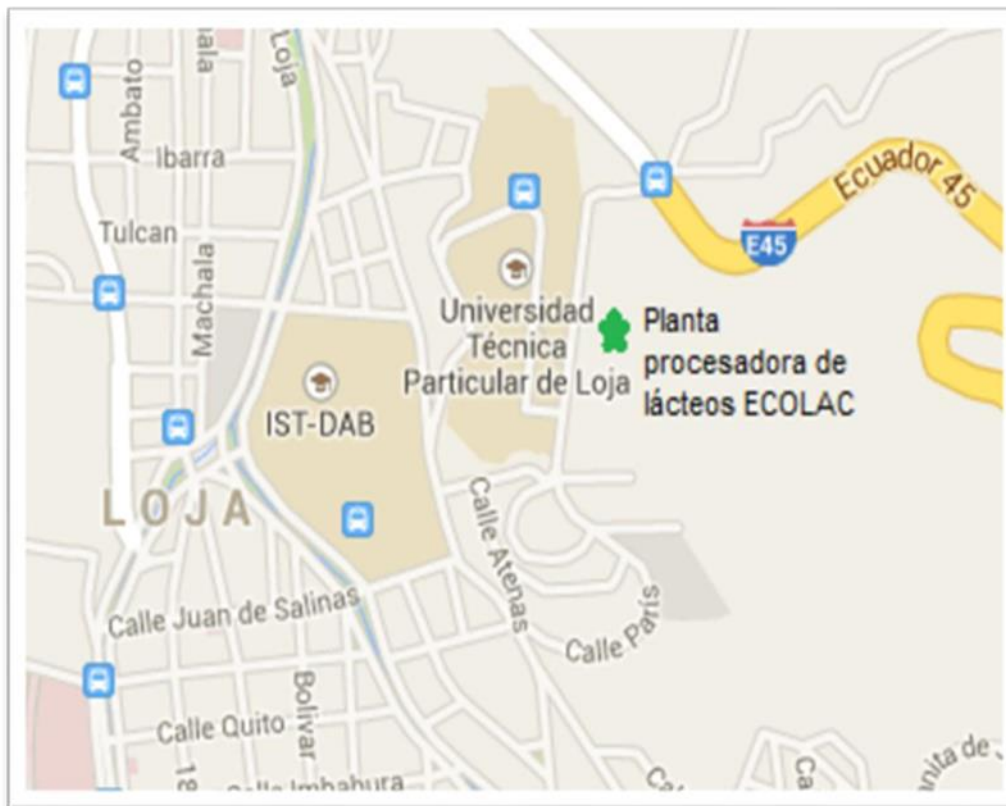 Loja
Ambato
Ibarra
Ecuador 45
Tulcan
E45
Machala
Universidad
Técnica
Particular de Loja
Planta
procesadora de
lácteos ECOLAC
IST-DAB
LOJA
Calle Atenas
Calle Juan de Salinas
Calle París
Bolivar
Calle Quito
18
Calle Imbabura